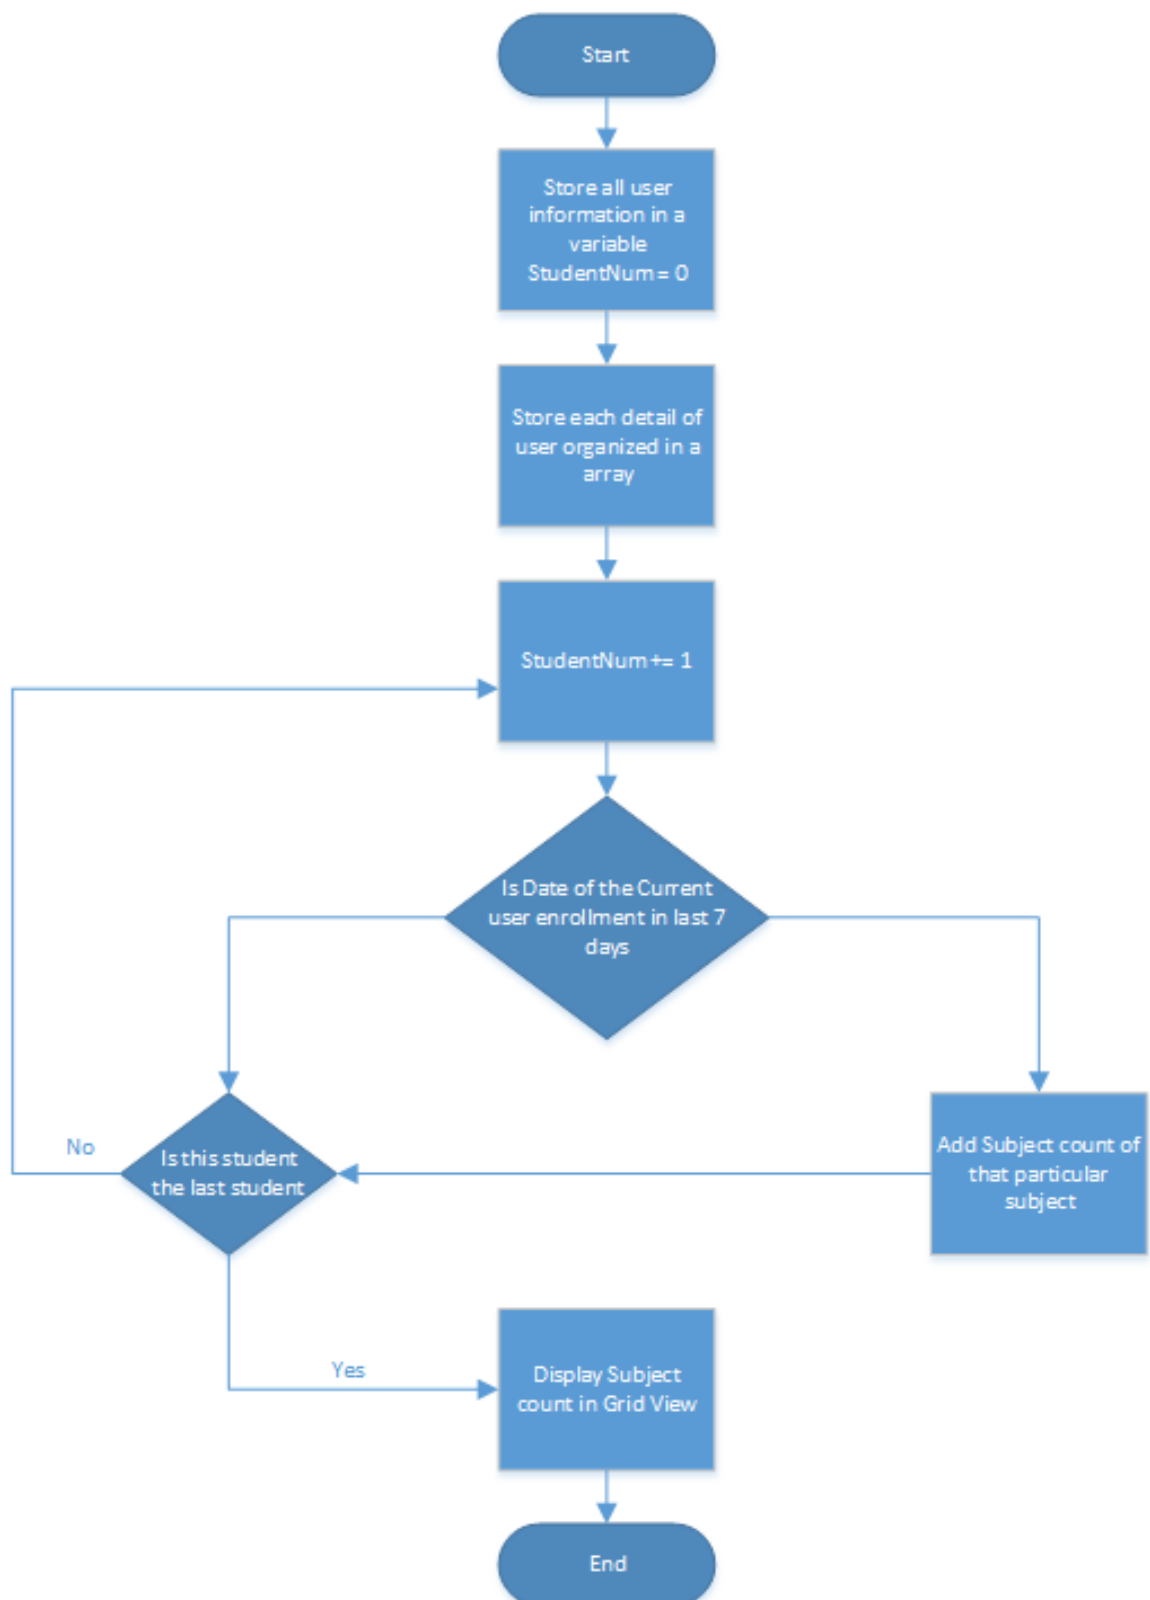 Start
Store all user
information in a
variable
StudentNum = 0
Store each detail of
user organized in a
array
StudentNum += 1
Is Date of the Current
user enrollment in last 7
days
No
Is this student
the last student
Add Subject count of
that particular
subject
Yes
Display Subject
count in Grid View
End